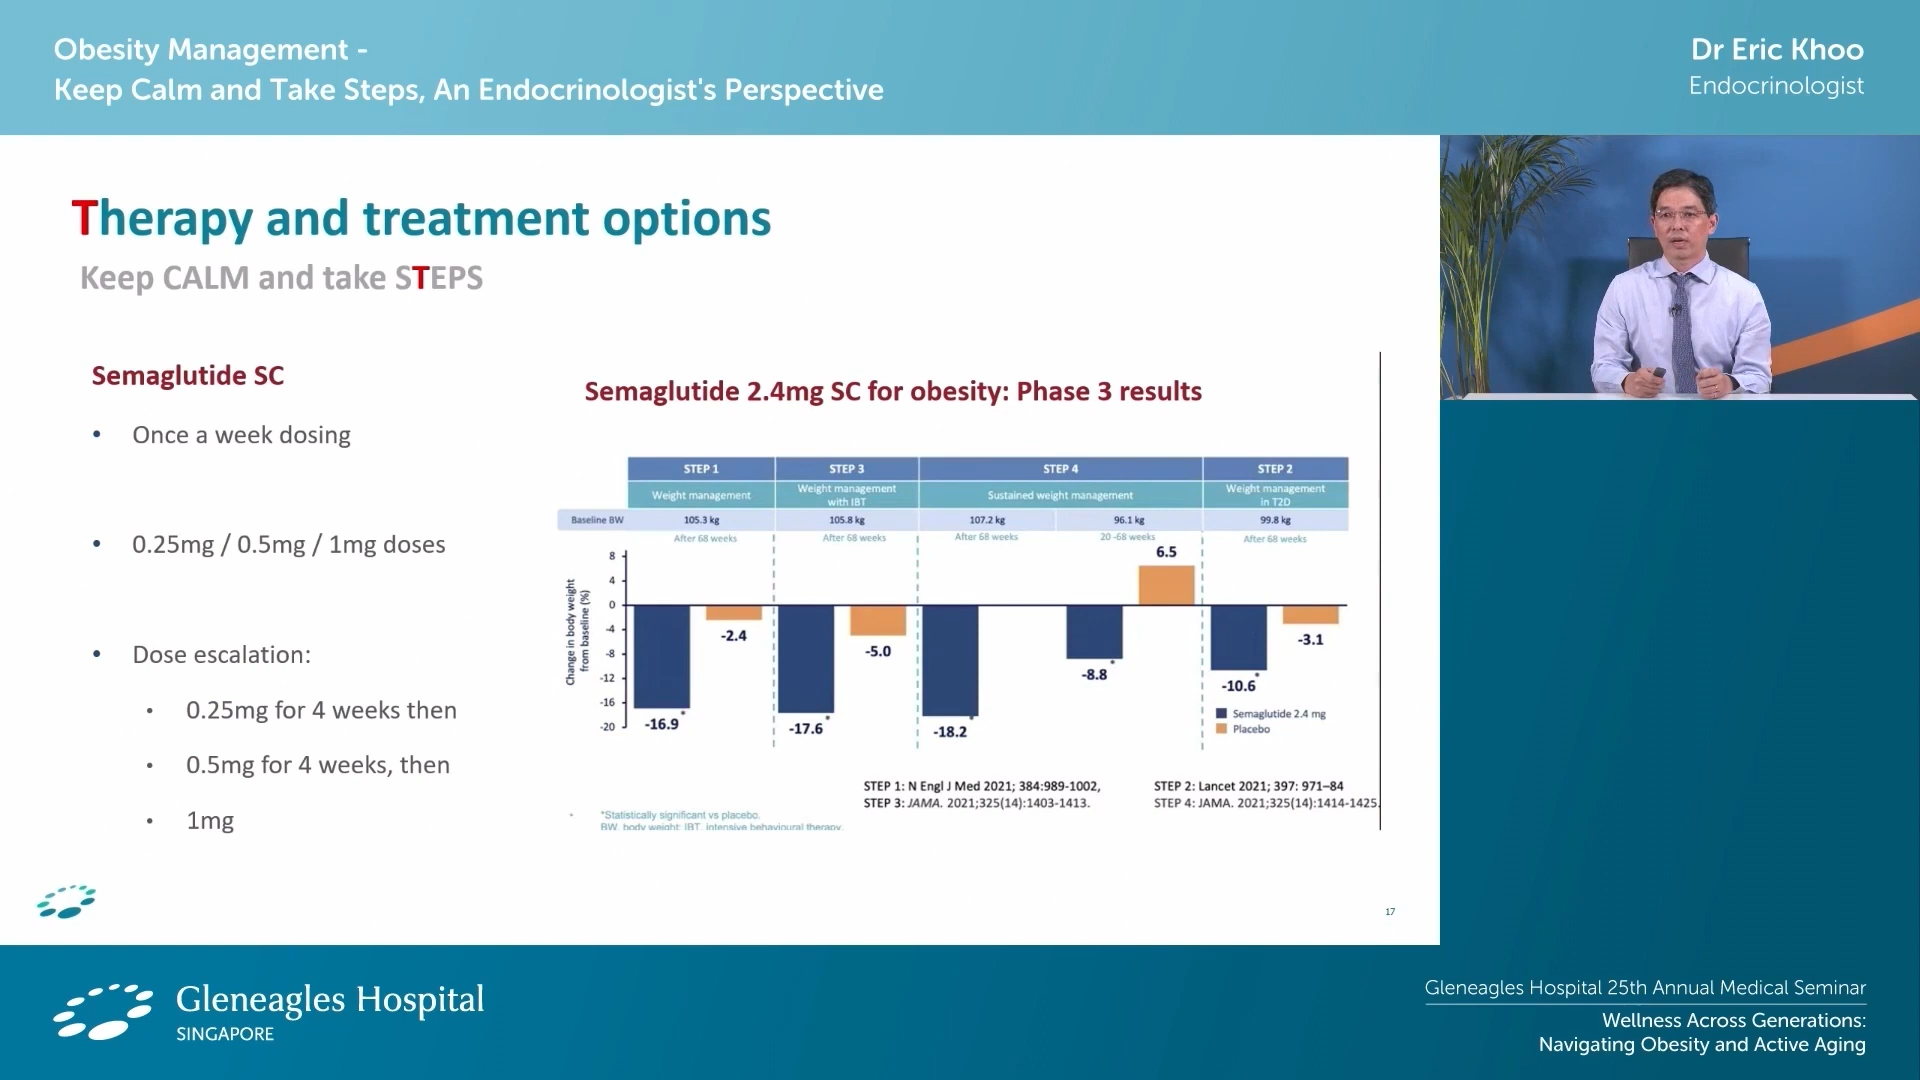 Obesity Management -
Keep Calm and Take Steps, An Endocrinologist's Perspective
Dr Eric Khoo
Endocrinologist
Therapy and treatment options
Keep CALM and take STEPS
Semaglutide SC
• Once a week dosing
• 0.25mg / 0.5mg / 1mg doses
• Dose escalation:
• 0.25mg for 4 weeks then
• 0.5mg for 4 weeks, then
• 1mg
Semaglutide 2.4mg SC for obesity: Phase 3 results
STEP 1 STEP 3 STEP 4 STEP 2
Weight management
Weight management
with IBT
Sustained weight management
Weight management
in T2D
Baseline BW 105.3 kg 105.8 kg 107.2 kg 96.1 kg 99.8 kg
After 68 weeks After 68 weeks After 68 weeks 20 -68 weeks After 68 weeks
Change in body weight
from baseline (%)
8
4
0
-4
-8
-12
-16
-20
-16.9*
-2.4
-17.6*
-5.0
-18.2*
-8.8*
6.5
-10.6*
-3.1
Semaglutide 2.4 mg
Placebo
STEP 1: N Engl J Med 2021; 384:989-1002,
STEP 3: JAMA. 2021;325(14):1403-1413.
STEP 2: Lancet 2021; 397: 971–84
STEP 4: JAMA. 2021;325(14):1414-1425.
• *Statistically significant vs placebo.
BW, body weight; IBT, intensive behavioural therapy.
17
Gleneagles Hospital
SINGAPORE
Gleneagles Hospital 25th Annual Medical Seminar
Wellness Across Generations:
Navigating Obesity and Active Aging